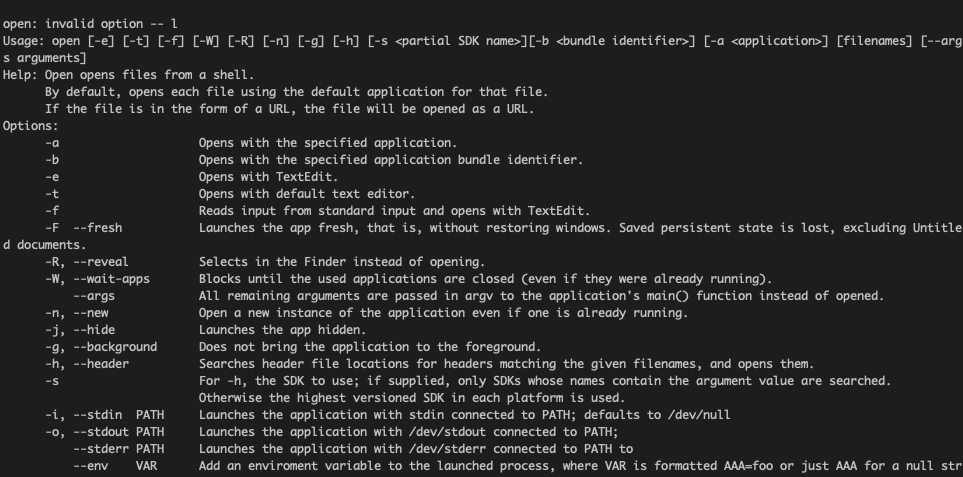 open: invalid option -- l
Usage: open [-e] [-t] [-f] [-W] [-R] [-n] [-g] [-h] [-s <partial SDK name>][-b <bundle identifier>] [-a <application>] [filenames] [--arg
s arguments]
Help: Open opens files from a shell.
      By default, opens each file using the default application for that file.
      If the file is in the form of a URL, the file will be opened as a URL.
Options:
      -a                    Opens with the specified application.
      -b                    Opens with the specified application bundle identifier.
      -e                    Opens with TextEdit.
      -t                    Opens with default text editor.
      -f                    Reads input from standard input and opens with TextEdit.
      -F  --fresh           Launches the app fresh, that is, without restoring windows. Saved persistent state is lost, excluding Untitle
d documents.
      -R, --reveal          Selects in the Finder instead of opening.
      -W, --wait-apps       Blocks until the used applications are closed (even if they were already running).
          --args            All remaining arguments are passed in argv to the application's main() function instead of opened.
      -n, --new             Open a new instance of the application even if one is already running.
      -j, --hide            Launches the app hidden.
      -g, --background      Does not bring the application to the foreground.
      -h, --header          Searches header file locations for headers matching the given filenames, and opens them.
      -s                    For -h, the SDK to use; if supplied, only SDKs whose names contain the argument value are searched.
                            Otherwise the highest versioned SDK in each platform is used.
      -i, --stdin  PATH     Launches the application with stdin connected to PATH; defaults to /dev/null
      -o, --stdout PATH     Launches the application with /dev/stdout connected to PATH;
          --stderr PATH     Launches the application with /dev/stderr connected to PATH to
          --env    VAR      Add an enviroment variable to the launched process, where VAR is formatted AAA=foo or just AAA for a null str